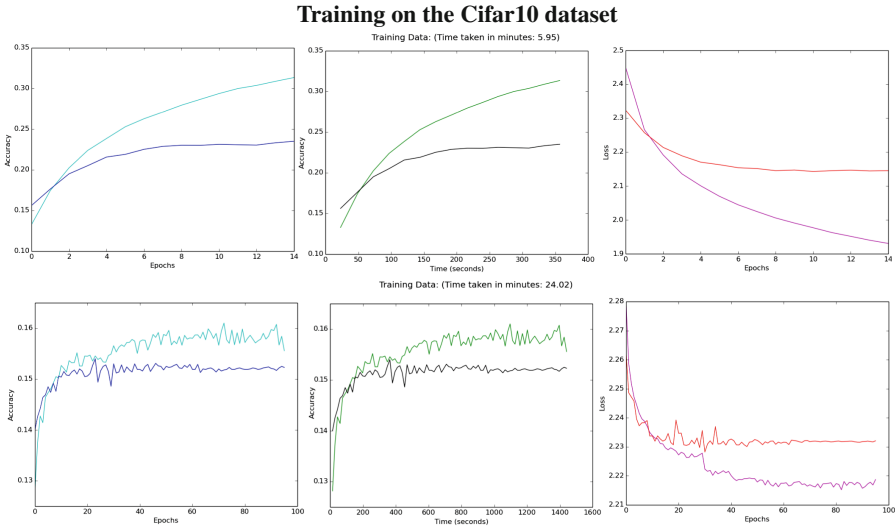 Training on the Cifar10 dataset
Training Data: (Time taken in minutes: 5.95)
0.35
0.30
0.25
0.20
0.15
0.10
Accuracy
0 2 4 6 8 10 12 14
Epochs
0.35
0.30
0.25
0.20
0.15
0.10
Accuracy
0 50 100 150 200 250 300 350 400
Time (seconds)
2.5
2.4
2.3
2.2
2.1
2.0
1.9
Loss
0 2 4 6 8 10 12 14
Epochs
Training Data: (Time taken in minutes: 24.02)
0.16
0.15
0.14
0.13
Accuracy
0 20 40 60 80 100
Epochs
0.16
0.15
0.14
0.13
Accuracy
0 200 400 600 800 1000 1200 1400 1600
Time (seconds)
2.28
2.27
2.26
2.25
2.24
2.23
2.22
2.21
Loss
0 20 40 60 80 100
Epochs